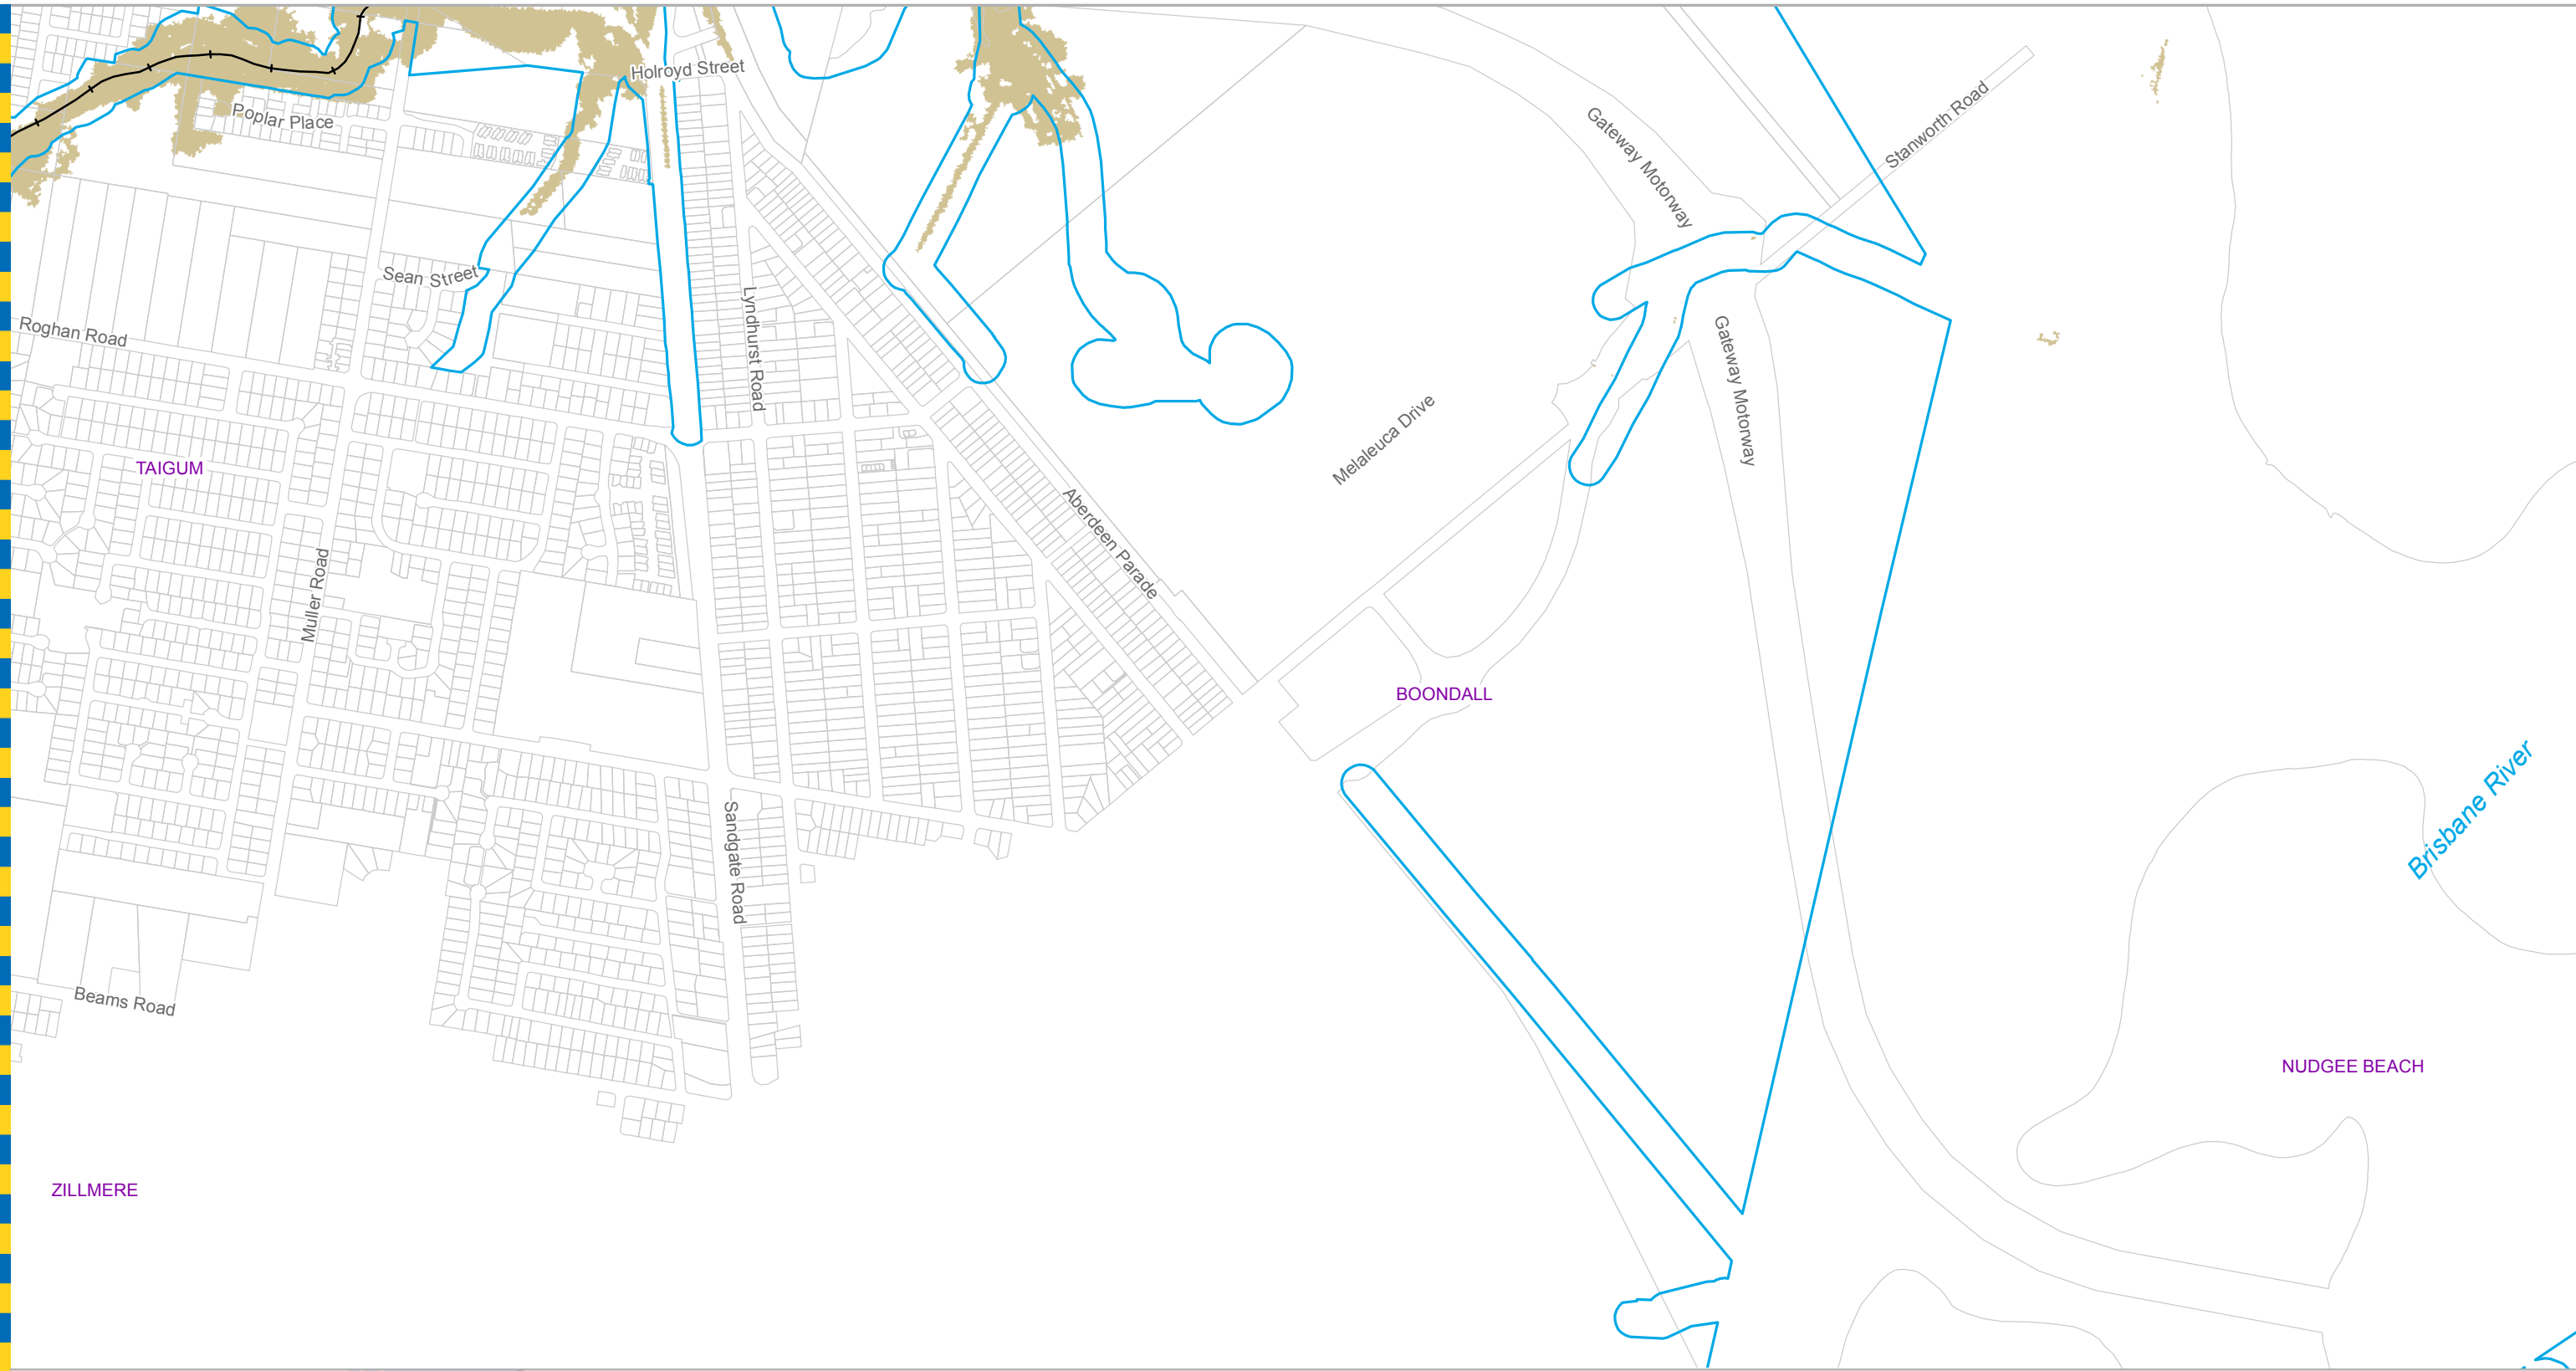 Holroyd Street
Poplar Place
Gateway Motorway
Stanworth Road
Sean Street
Roghan Road
Lyndhurst Road
Gateway Motorway
Melaleuca Drive
TAIGUM
Aberdeen Parade
Muller Road
BOONDALL
Brisbane River
Sandgate Road
Beams Road
NUDGEE BEACH
ZILLMERE